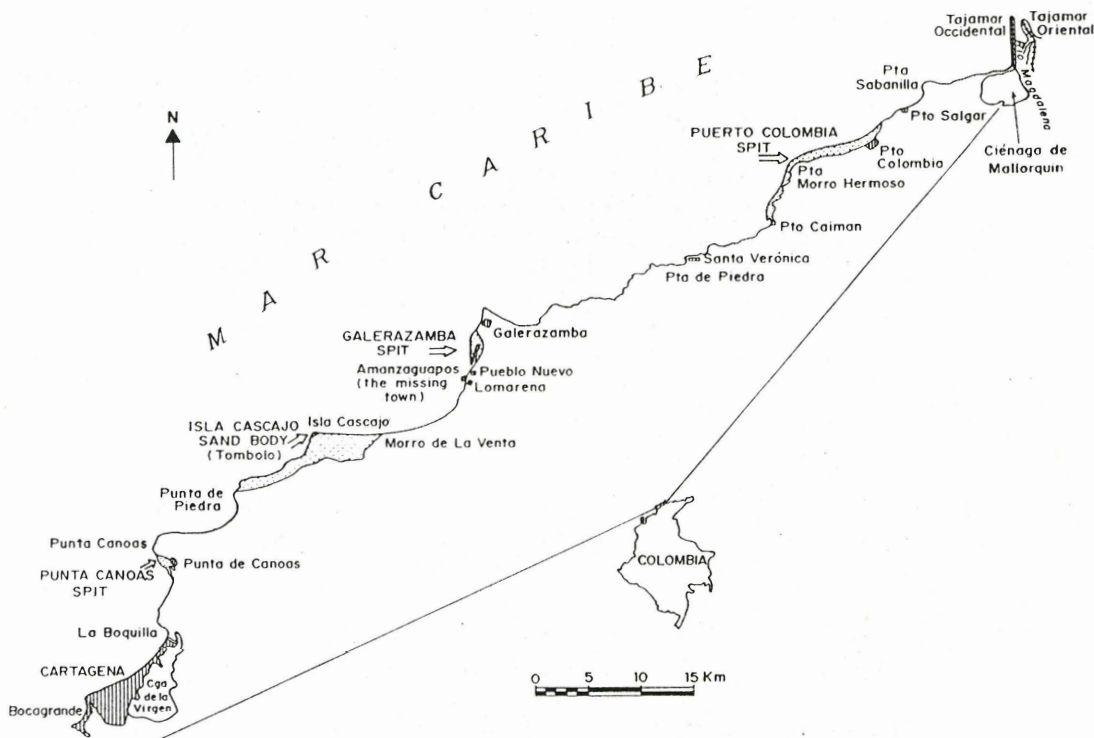 Tajamar
Occidental
Tajamar
Oriental
Magdalena
Pta
Sabanilla
Pto Salgar
Ciénaga de
Mallorquin
PUERTO COLOMBIA
SPIT
Pto
Colombia
Pta
Morro Hermoso
Pto Caiman
Santa Verónica
Pta de Piedra
N
MAR CARIBE
Galerazamba
GALERAZAMBA
SPIT
Amanzaguapos
(the missing
town)
Pueblo Nuevo
Lomarena
ISLA CASCAJO
SAND BODY
(Tombolo)
Isla Cascajo
Morro de La Venta
Punta de
Piedra
Punta Canoas
PUNTA CANOAS
SPIT
Punta de Canoas
COLOMBIA
La Boquilla
CARTAGENA
Cga
de la
Virgen
Bocagrande
0 5 10 15 Km